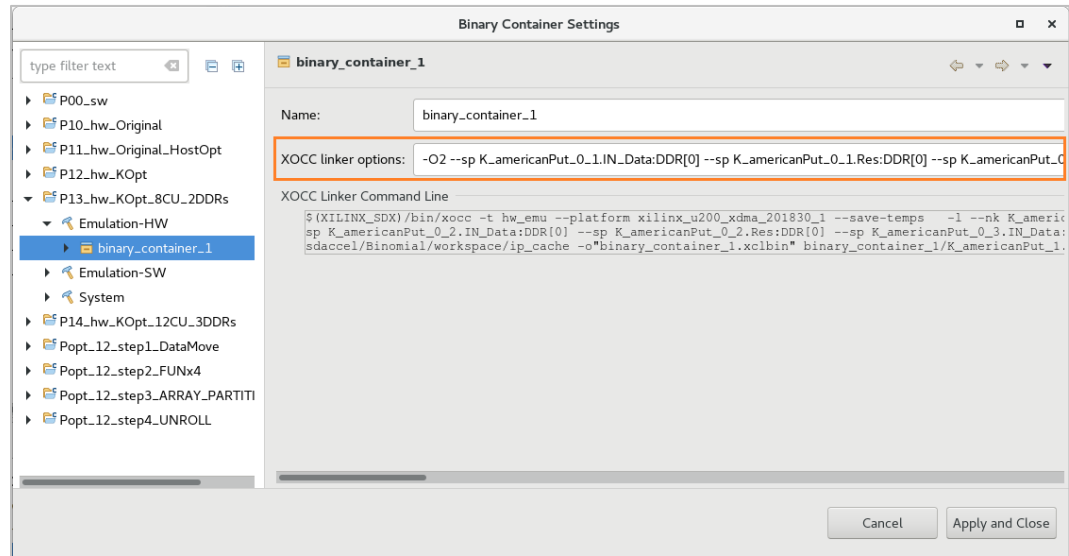 Binary Container Settings
type filter text
P00_sw
P10_hw_Original
P11_hw_Original_HostOpt
P12_hw_KOpt
P13_hw_KOpt_8CU_2DDRs
Emulation-HW
binary_container_1
Emulation-SW
System
P14_hw_KOpt_12CU_3DDRs
Popt_12_step1_DataMove
Popt_12_step2_FUNx4
Popt_12_step3_ARRAY_PARTITI
Popt_12_step4_UNROLL
binary_container_1
Name: binary_container_1
XOCC linker options: -O2 --sp K_americanPut_0_1.IN_Data:DDR[0] --sp K_americanPut_0_1.Res:DDR[0] --sp K_americanPut_0
XOCC Linker Command Line
$(XILINX_SDX)/bin/xocc -t hw_emu --platform xilinx_u200_xdma_201830_1 --save-temps -l --nk K_americ
sp K_americanPut_0_2.IN_Data:DDR[0] --sp K_americanPut_0_2.Res:DDR[0] --sp K_americanPut_0_3.IN_Data:
sdaccel/Binomial/workspace/ip_cache -o"binary_container_1.xclbin" binary_container_1/K_americanPut_1.
Cancel Apply and Close